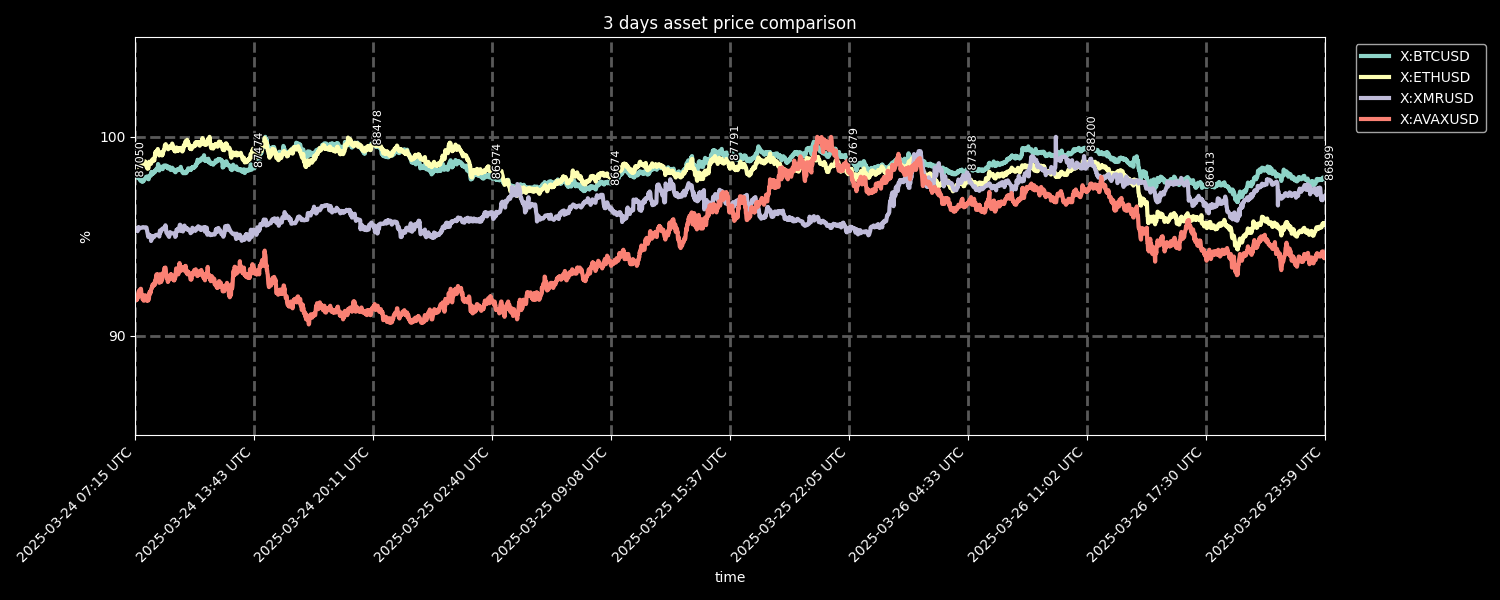 3 days asset price comparison
X:BTCUSD
X:ETHUSD
X:XMRUSD
X:AVAXUSD
100
90
%
87050
87474
88478
86974
86674
87791
87679
87358
88200
86613
86899
2025-03-24 07:15 UTC
2025-03-24 13:43 UTC
2025-03-24 20:11 UTC
2025-03-25 02:40 UTC
2025-03-25 09:08 UTC
2025-03-25 15:37 UTC
2025-03-25 22:05 UTC
2025-03-26 04:33 UTC
2025-03-26 11:02 UTC
2025-03-26 17:30 UTC
2025-03-26 23:59 UTC
time